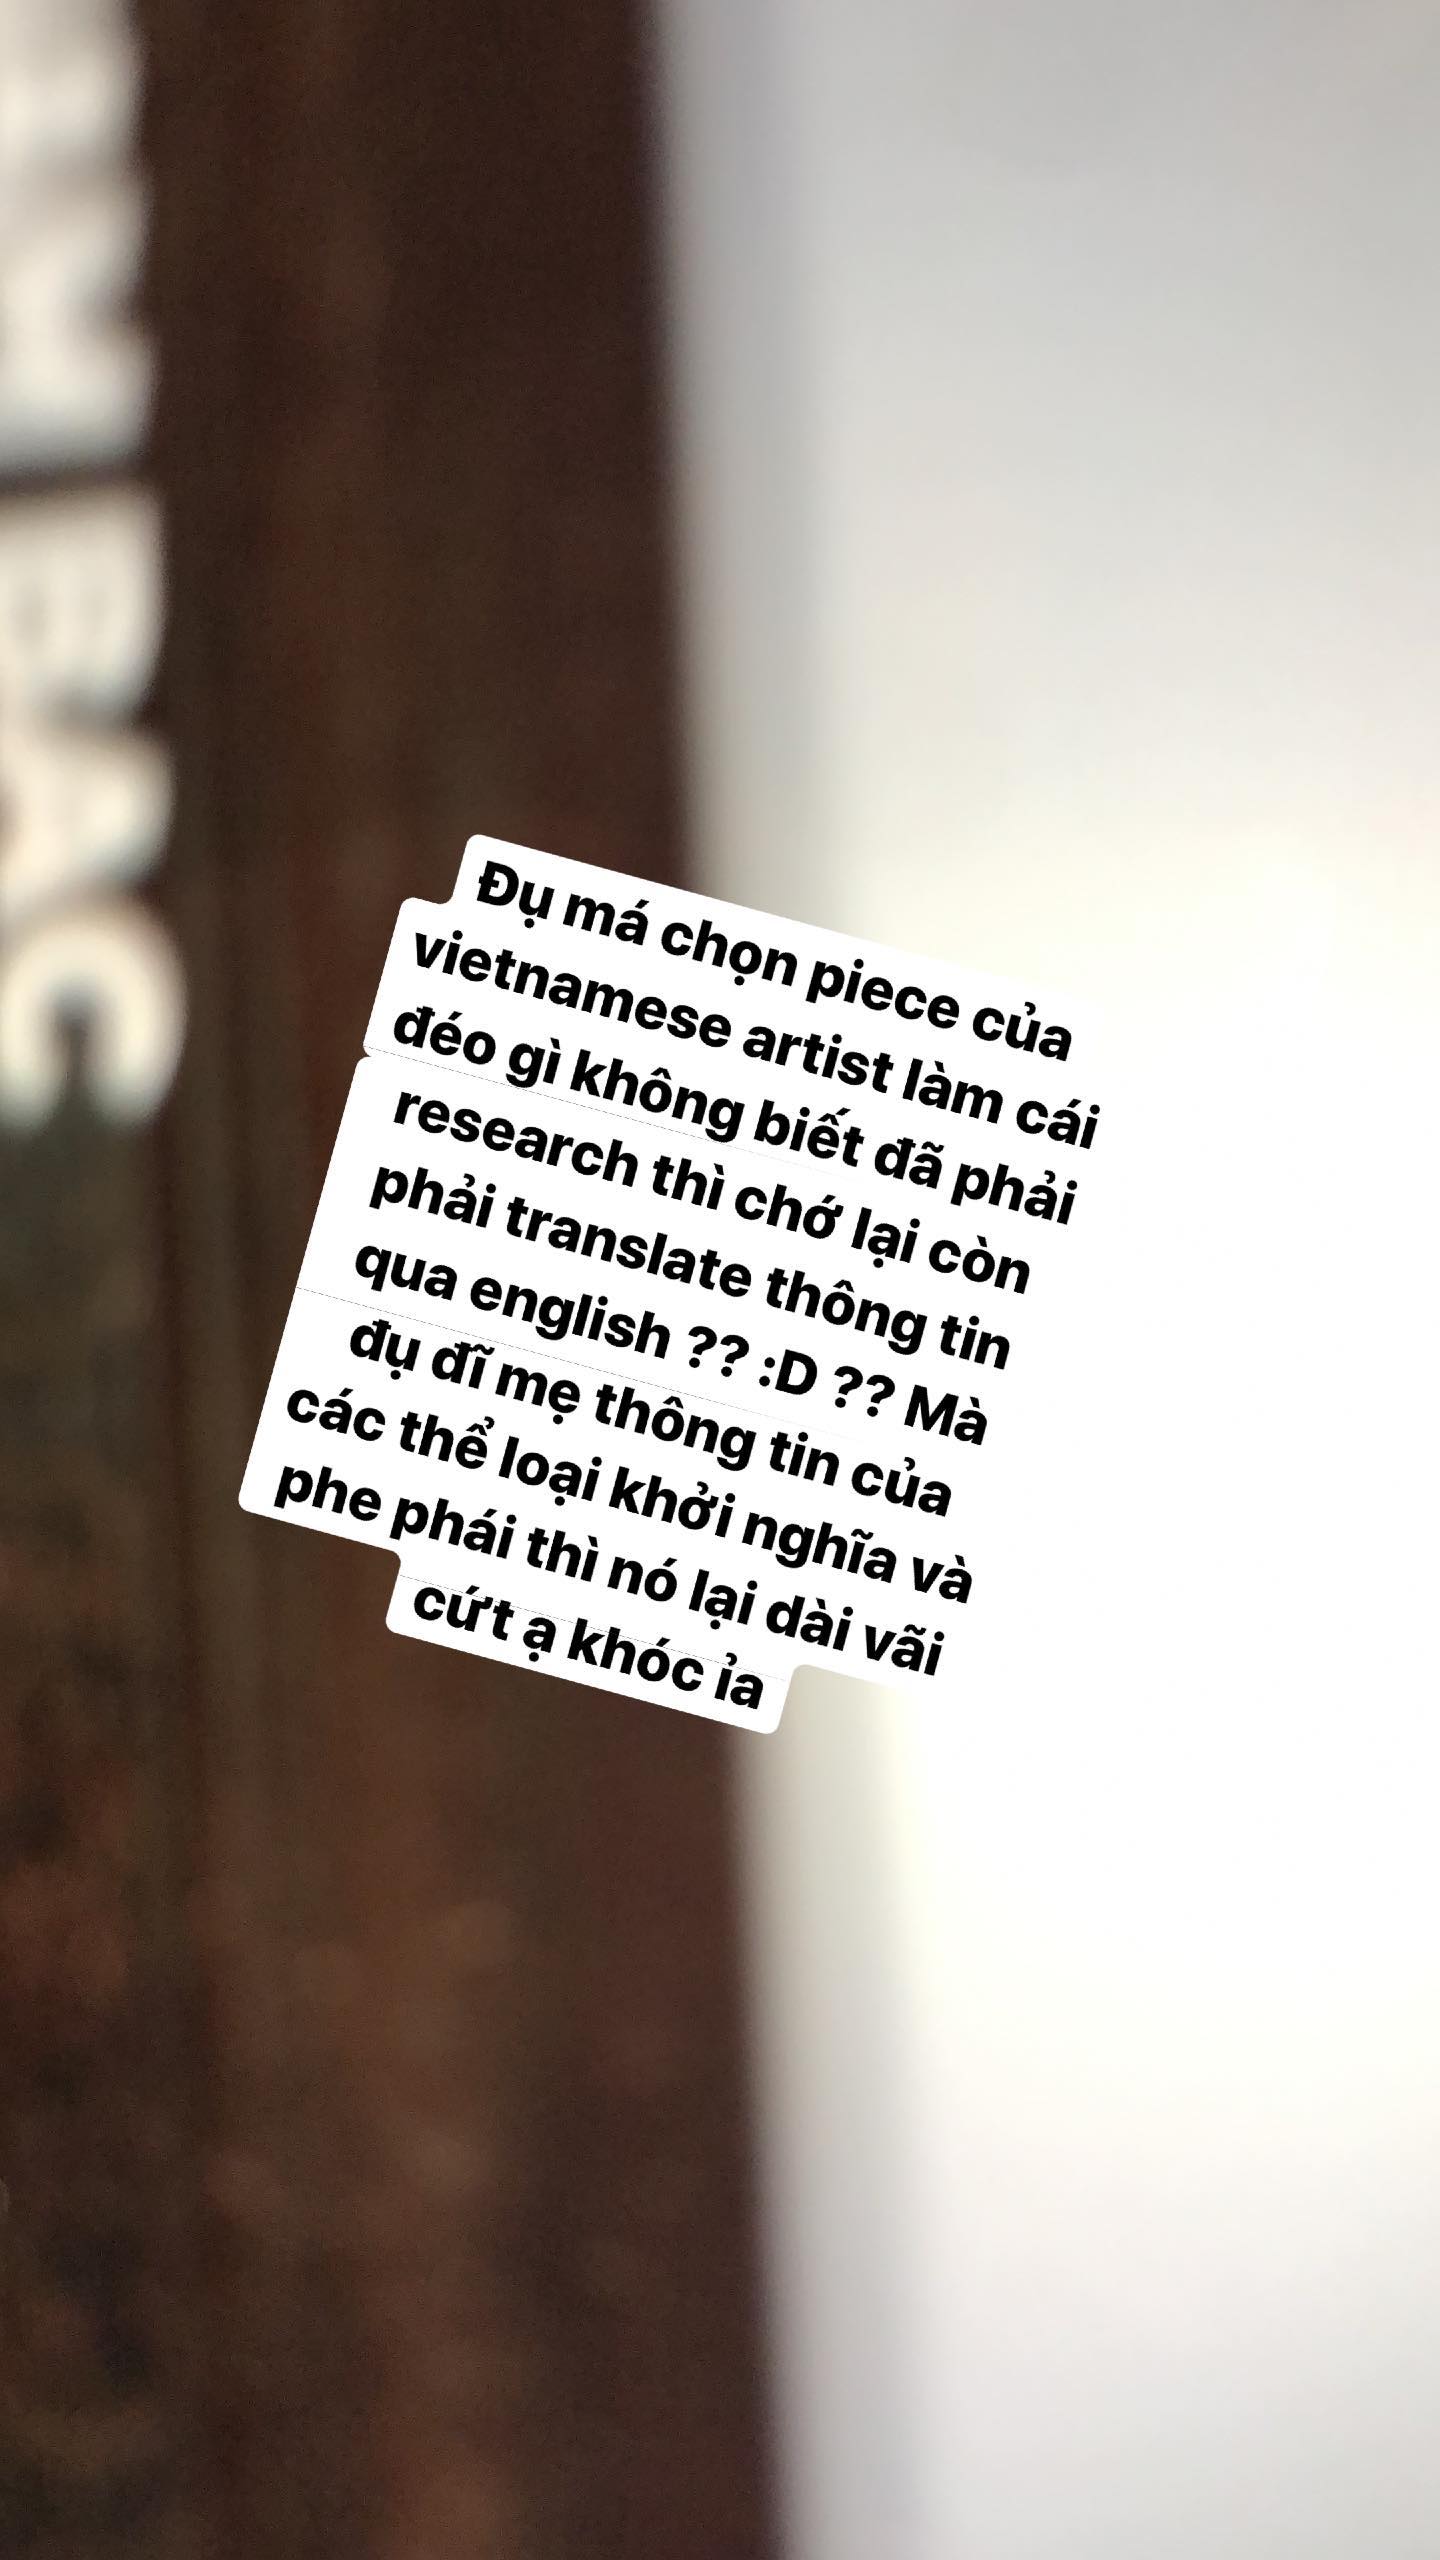 Đụ má chọn piece của
vietnamese artist làm cái
đéo gì không biết đã phải
research thì chớ lại còn
phải translate thông tin
qua english ?? :D ?? Mà
đụ đĩ mẹ thông tin của
các thể loại khởi nghĩa và
phe phái thì nó lại dài vãi
cứt ạ khóc ỉa